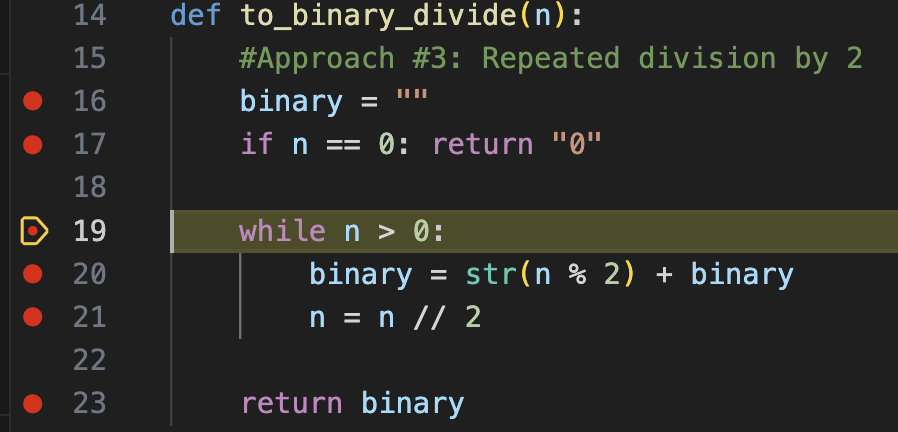 14 def to_binary_divide(n):
15 #Approach #3: Repeated division by 2
16 binary = ""
17 if n == 0: return "0"
18
19 while n > 0:
20 binary = str(n % 2) + binary
21 n = n // 2
22
23 return binary